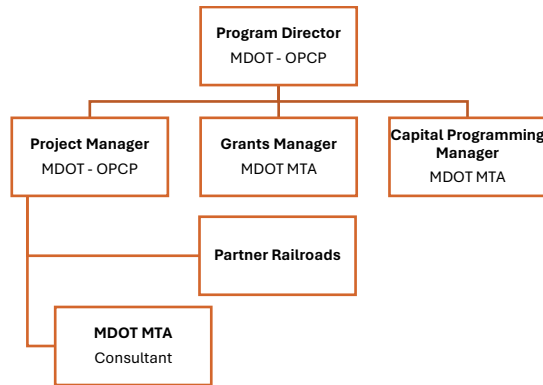 Program Director
MDOT - OPCP
Project Manager
MDOT - OPCP
Grants Manager
MDOT MTA
Capital Programming
Manager
MDOT MTA
Partner Railroads
MDOT MTA
Consultant